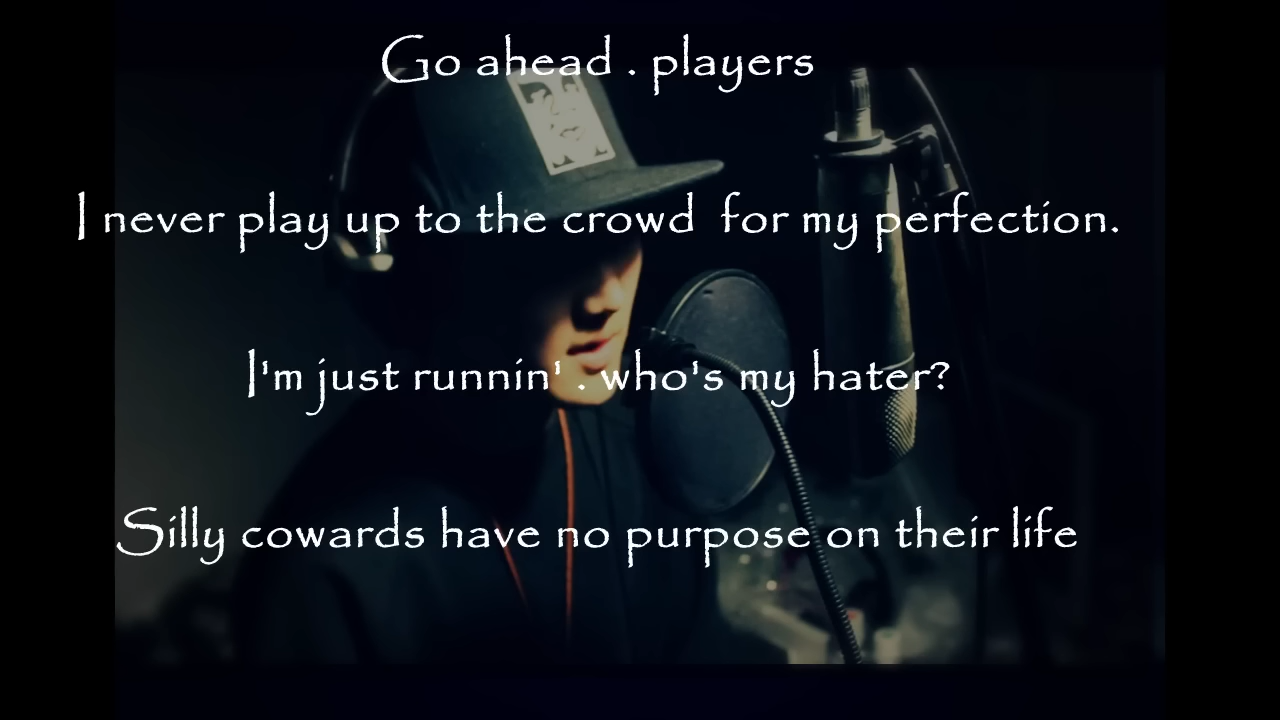 Go ahead . players
I never play up to the crowd  for my perfection.
I'm just runnin' . who's my hater?
Silly cowards have no purpose on their life